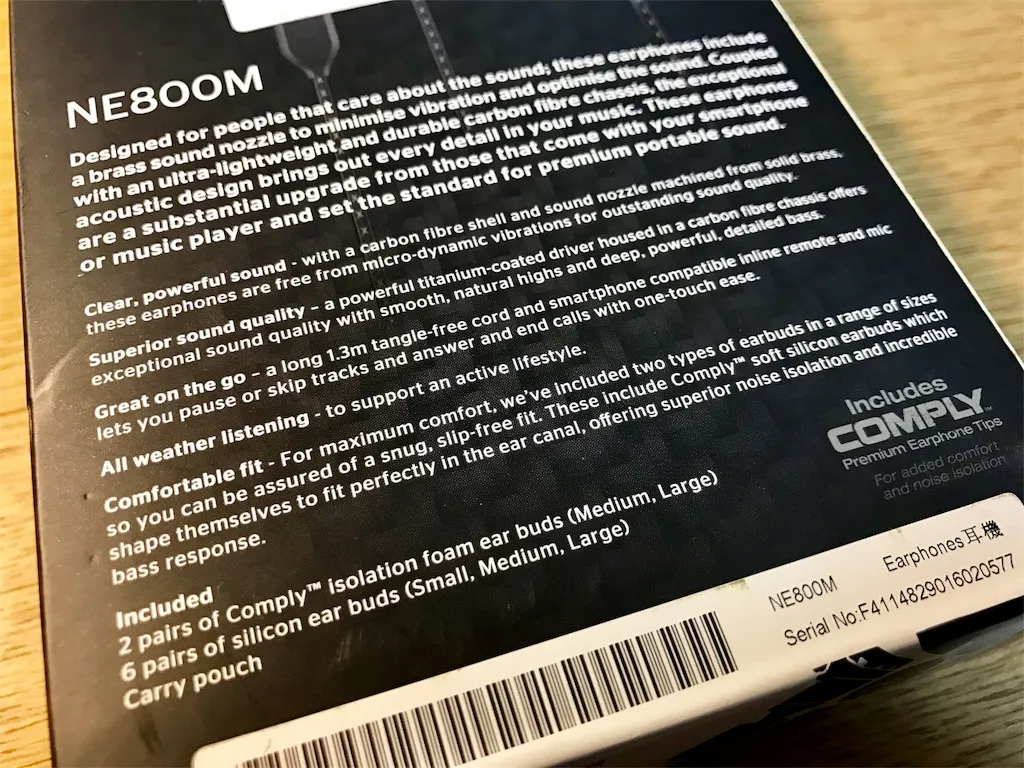 NE800M
Designed for people that care about the sound; these earphones include
a brass sound nozzle to minimise vibration and optimise the sound. Coupled
with an ultra-lightweight and durable carbon fibre chassis, the exceptional
acoustic design brings out every detail in your music. These earphones
are a substantial upgrade from those that come with your smartphone
or music player and set the standard for premium portable sound.
Clear, powerful sound - with a carbon fibre shell and sound nozzle machined from solid brass,
these earphones are free from micro-dynamic vibrations for outstanding sound quality.
Superior sound quality – a powerful titanium-coated driver housed in a carbon fibre chassis offers
exceptional sound quality with smooth, natural highs and deep, powerful, detailed bass.
Great on the go – a long 1.3m tangle-free cord and smartphone compatible inline remote and mic
lets you pause or skip tracks and answer and end calls with one-touch ease.
All weather listening - to support an active lifestyle.
Comfortable fit - For maximum comfort, we've included two types of earbuds in a range of sizes
so you can be assured of a snug, slip-free fit. These include Comply™ soft silicon earbuds which
shape themselves to fit perfectly in the ear canal, offering superior noise isolation and incredible
bass response.
Includes
COMPLY™
Premium Earphone Tips
For added comfort
and noise isolation
Included
2 pairs of Comply™ isolation foam ear buds (Medium, Large)
6 pairs of silicon ear buds (Small, Medium, Large)
Carry pouch
NE800M Earphones 耳機
Serial No:F4114829016020577